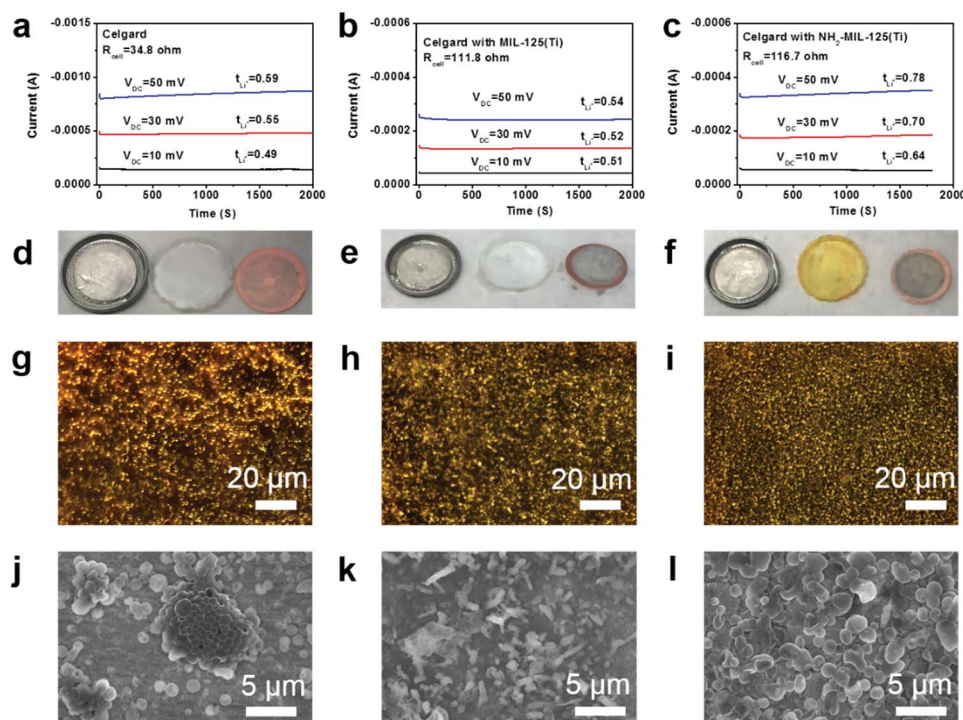 a
-0.0015
-0.0010
-0.0005
0.0000
Current (A)
Celgard
R_cell=34.8 ohm
V_DC=50 mV t_Li+=0.59
V_DC=30 mV t_Li+=0.55
V_DC=10 mV t_Li+=0.49
0 500 1000 1500 2000
Time (S)
b
-0.0006
-0.0004
-0.0002
0.0000
Current (A)
Celgard with MIL-125(Ti)
R_cell=111.8 ohm
V_DC=50 mV t_Li+=0.54
V_DC=30 mV t_Li+=0.52
V_DC=10 mV t_Li+=0.51
0 500 1000 1500 2000
Time (S)
c
-0.0006
-0.0004
-0.0002
0.0000
Current (A)
Celgard with NH2-MIL-125(Ti)
R_cell=116.7 ohm
V_DC=50 mV t_Li+=0.78
V_DC=30 mV t_Li+=0.70
V_DC=10 mV t_Li+=0.64
0 500 1000 1500 2000
Time (S)
d
e
f
g
20 μm
h
20 μm
i
20 μm
j
5 μm
k
5 μm
l
5 μm